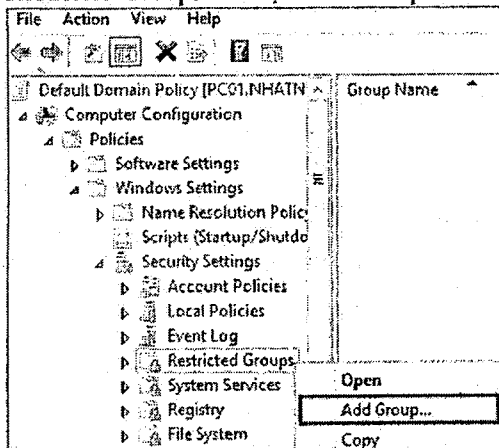 File Action View Help
Default Domain Policy [PC01.NHATN
Group Name
Computer Configuration
Policies
Software Settings
Windows Settings
Name Resolution Polic
Scripts (Startup/Shutdo
Security Settings
Account Policies
Local Policies
Event Log
Restricted Groups
System Services
Registry
File System
Open
Add Group...
Copy